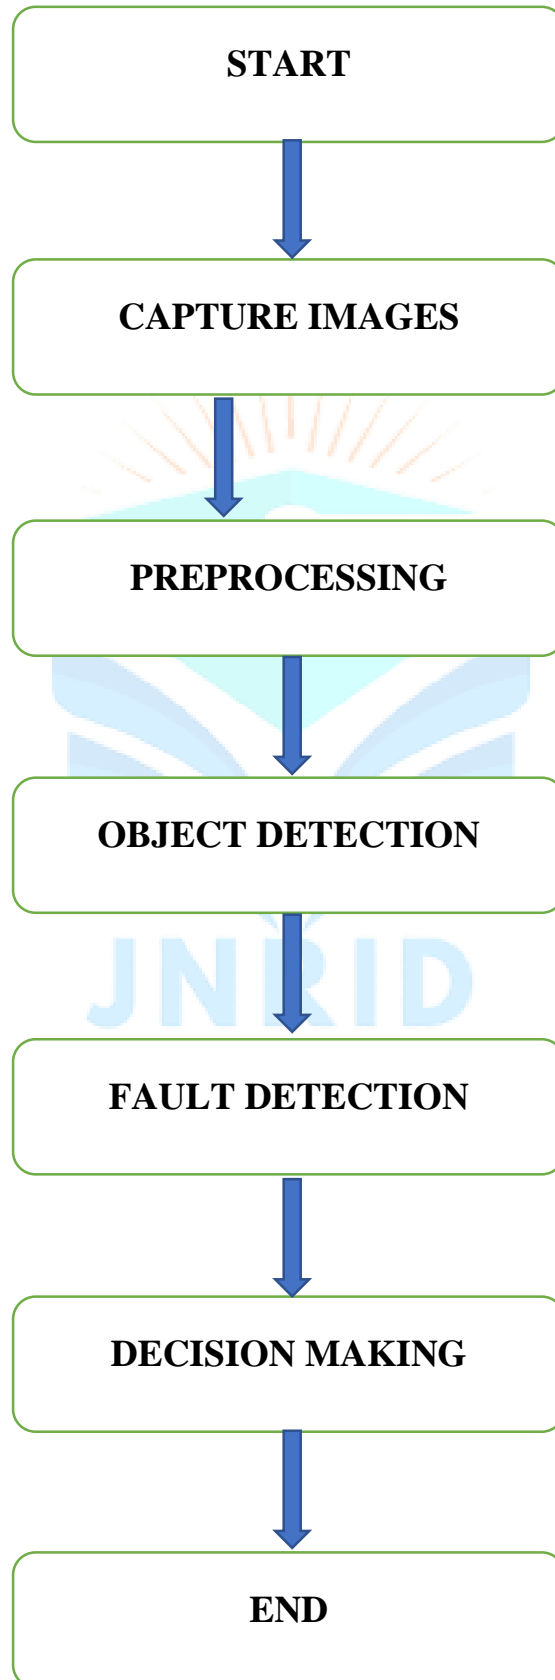 START
CAPTURE IMAGES
PREPROCESSING
OBJECT DETECTION
JNRID
FAULT DETECTION
DECISION MAKING
END